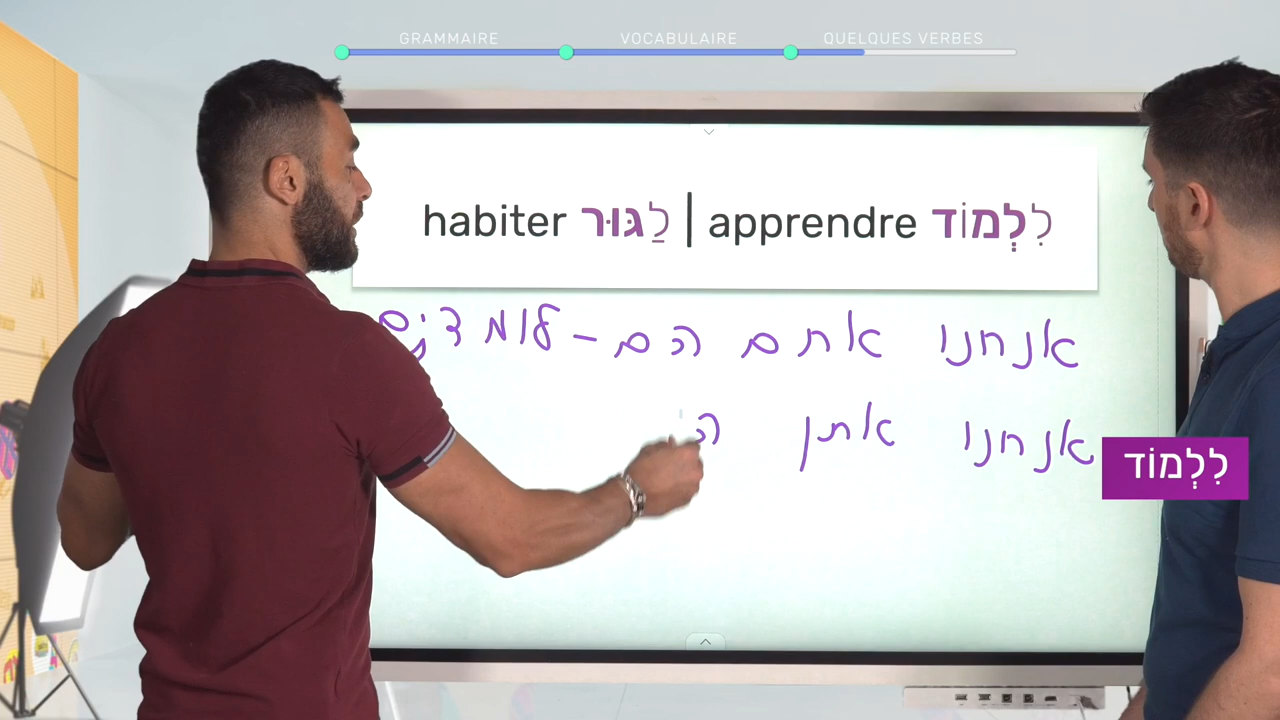 GRAMMAIRE VOCABULAIRE QUELQUES VERBES
habiter לַגּוּר | apprendre לִלְמוֹד
אנחנו אתם הם - לומדים
אנחנו אתן
לִלְמוֹד